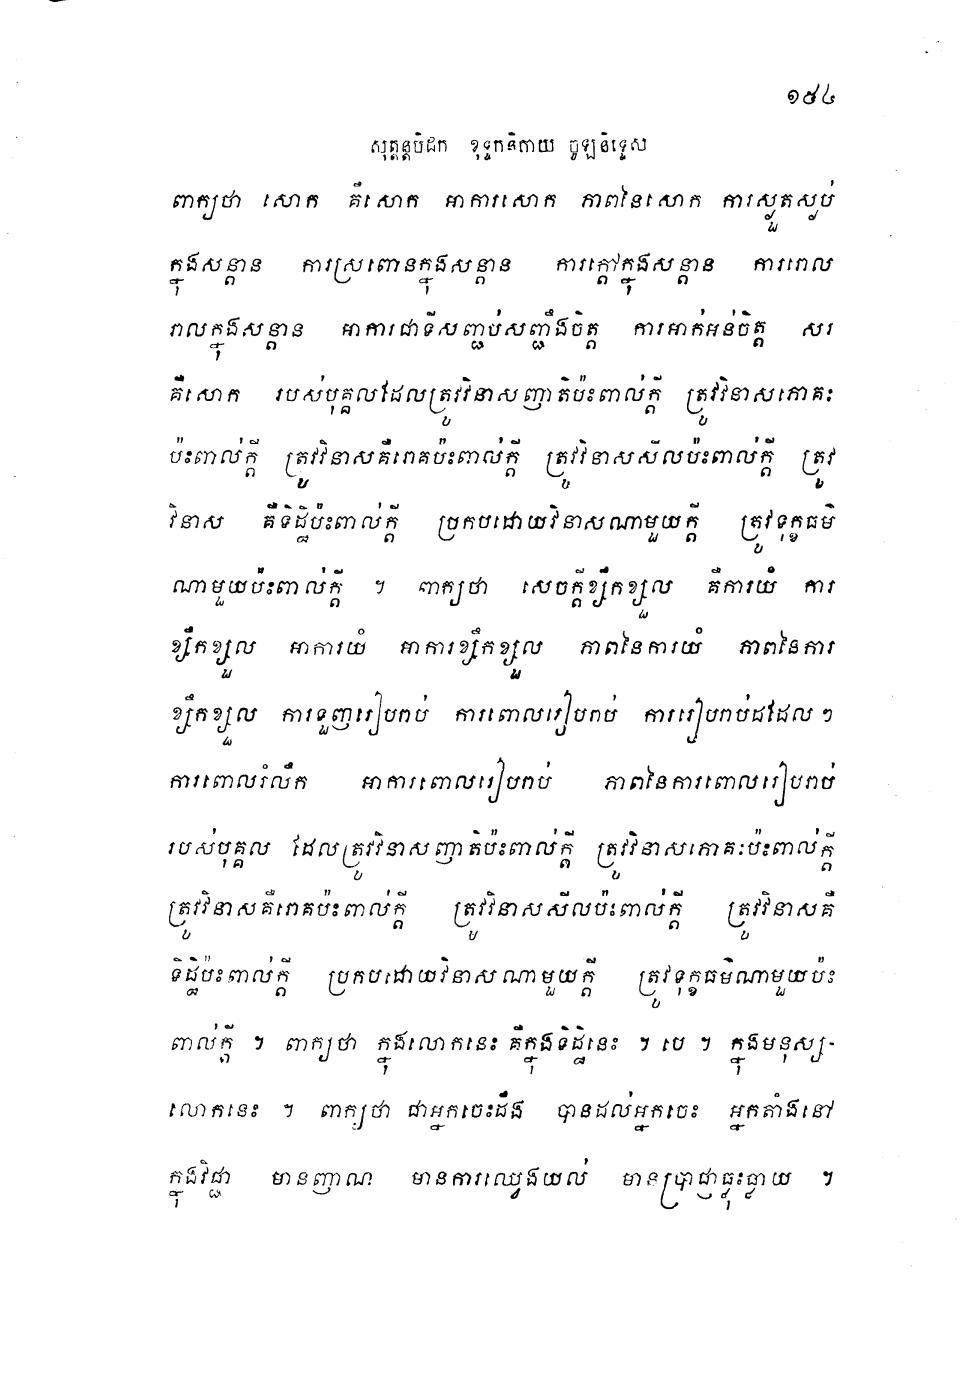 ១៥៤
សុត្តន្តបិដក ខុទ្ទកនិកាយ ចូឡនិទ្ទេស
ពាក្យថា សោក គឺសោក អាការសោក ភាពនៃសោក ការស្លួតស្លប់
ក្នុងសន្តាន ការស្រពោនក្នុងសន្តាន ការក្តៅក្នុងសន្តាន ការរោល
រាលក្នុងសន្តាន អាការជាទីសញ្ជប់សញ្ជឹងចិត្ត ការអាក់អន់ចិត្ត សរ
គឺសោក របស់បុគ្គលដែលត្រូវវិនាសញាតិប៉ះពាល់ក្តី ត្រូវវិនាសភោគៈ
ប៉ះពាល់ក្តី ត្រូវវិនាសគឺរោគប៉ះពាល់ក្តី ត្រូវវិនាសសីលប៉ះពាល់ក្តី ត្រូវ
វិនាស គឺទិដ្ឋិប៉ះពាល់ក្តី ប្រកបដោយវិនាសណាមួយក្តី ត្រូវទុក្ខធម៌
ណាមួយប៉ះពាល់ក្តី ។ ពាក្យថា សេចក្តីខ្សឹកខ្សួល គឺការយំ ការ
ខ្សឹកខ្សួល អាការយំ អាការខ្សឹកខ្សួល ភាពនៃការយំ ភាពនៃការ
ខ្សឹកខ្សួល ការទួញរៀបរាប់ ការពោលរៀបរាប់ ការរៀបរាប់ដដែលៗ
ការពោលរំលឹក អាការពោលរៀបរាប់ ភាពនៃការពោលរៀបរាប់
របស់បុគ្គល ដែលត្រូវវិនាសញាតិប៉ះពាល់ក្តី ត្រូវវិនាសភោគៈប៉ះពាល់ក្តី
ត្រូវវិនាសគឺរោគប៉ះពាល់ក្តី ត្រូវវិនាសសីលប៉ះពាល់ក្តី ត្រូវវិនាសគឺ
ទិដ្ឋិប៉ះពាល់ក្តី ប្រកបដោយវិនាសណាមួយក្តី ត្រូវទុក្ខធម៌ណាមួយប៉ះ
ពាល់ក្តី ។ ពាក្យថា ក្នុងលោកនេះ គឺក្នុងទិដ្ឋិនេះ ។ បេ ។ ក្នុងមនុស្ស-
លោកនេះ ។ ពាក្យថា ជាអ្នកចេះដឹង បានដល់អ្នកចេះ អ្នកតាំងនៅ
ក្នុងវិជ្ជា មានញាណ មានការឈ្វេងយល់ មានប្រាជ្ញាធ្លុះធ្លាយ ។